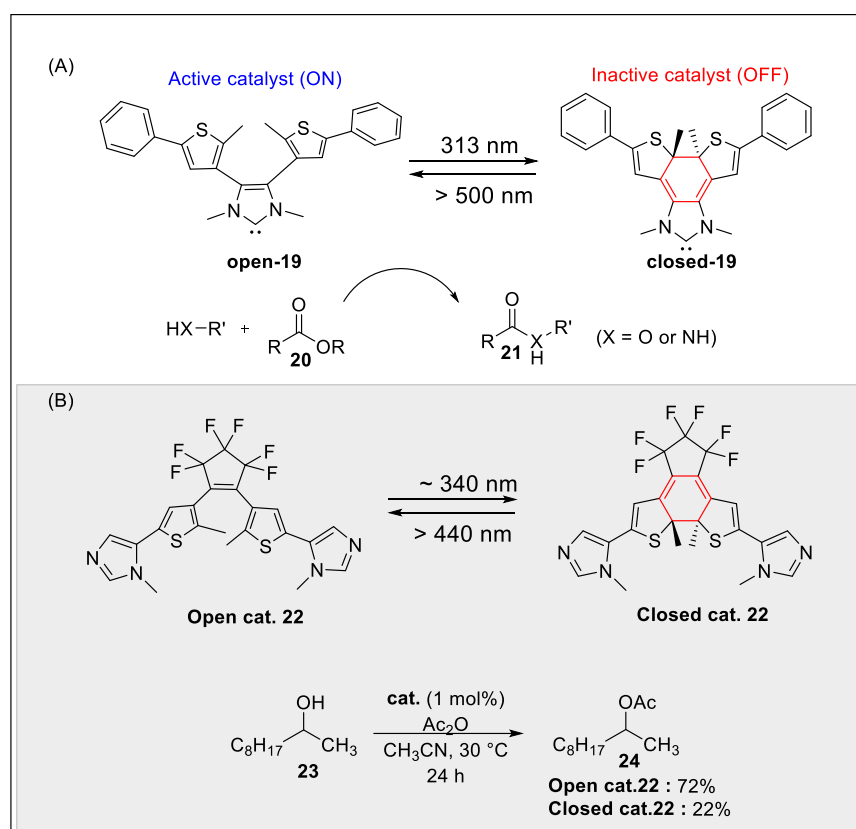 (A)
Active catalyst (ON)
Inactive catalyst (OFF)
S
S
S
S
313 nm
> 500 nm
N
N
N
N
open-19
closed-19
HX–R' +
O
R
OR
20
O
R
X
H
R'
21
(X = O or NH)
(B)
F
F
F
F
F
F
F
F
F
F
F
F
~ 340 nm
> 440 nm
S
S
S
S
N
N
N
N
N
N
N
N
Open cat. 22
Closed cat. 22
OH
C8H17
CH3
23
cat. (1 mol%)
Ac2O
CH3CN, 30 °C
24 h
OAc
C8H17
CH3
24
Open cat.22 : 72%
Closed cat.22 : 22%